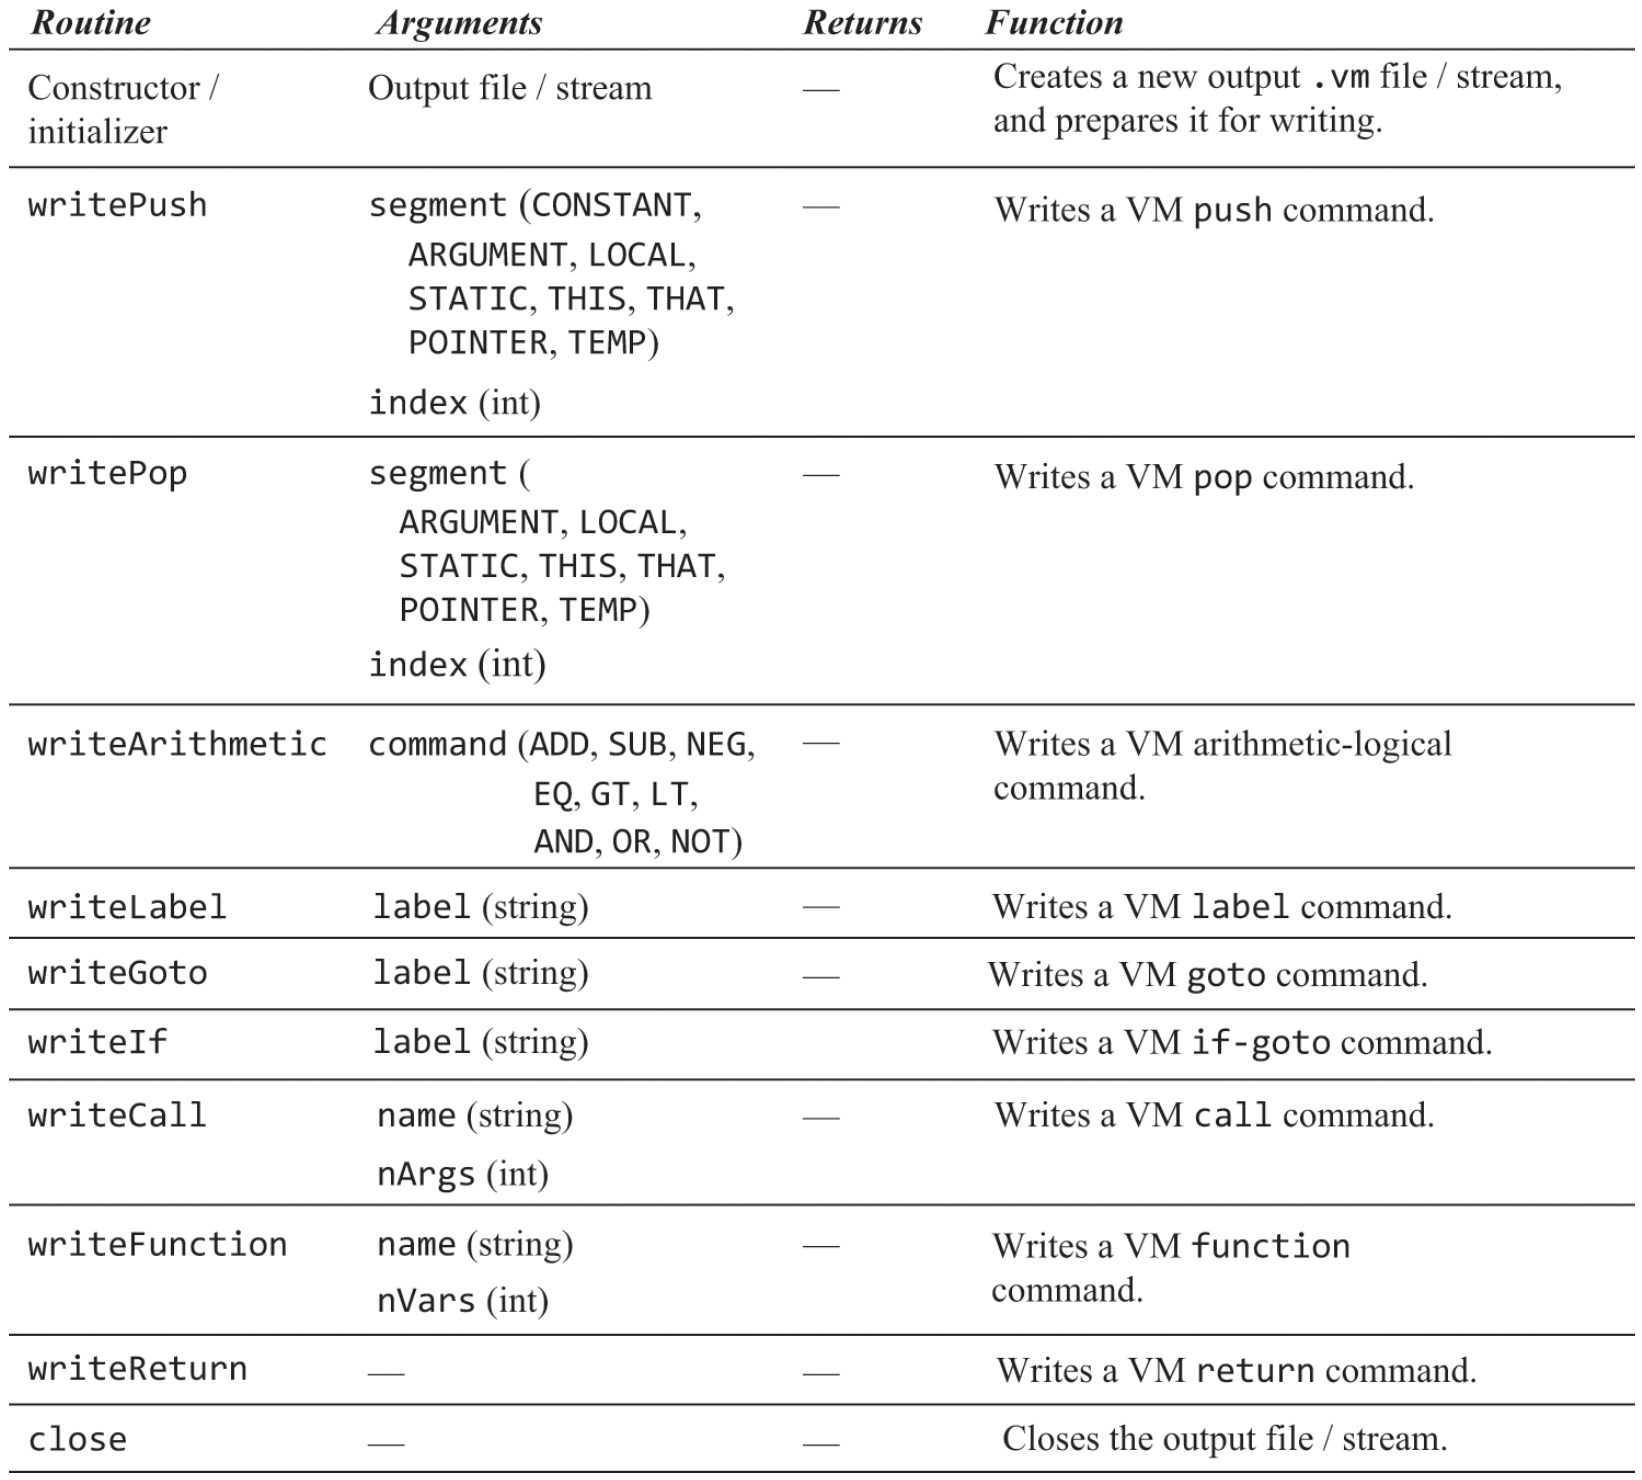 Routine Arguments Returns Function
Constructor / Output file / stream — Creates a new output .vm file / stream,
initializer and prepares it for writing.
writePush segment (CONSTANT, — Writes a VM push command.
ARGUMENT, LOCAL,
STATIC, THIS, THAT,
POINTER, TEMP)
index (int)
writePop segment ( — Writes a VM pop command.
ARGUMENT, LOCAL,
STATIC, THIS, THAT,
POINTER, TEMP)
index (int)
writeArithmetic command (ADD, SUB, NEG, — Writes a VM arithmetic-logical
EQ, GT, LT, command.
AND, OR, NOT)
writeLabel label (string) — Writes a VM label command.
writeGoto label (string) — Writes a VM goto command.
writeIf label (string) Writes a VM if-goto command.
writeCall name (string) — Writes a VM call command.
nArgs (int)
writeFunction name (string) — Writes a VM function
nVars (int) command.
writeReturn — — Writes a VM return command.
close — — Closes the output file / stream.